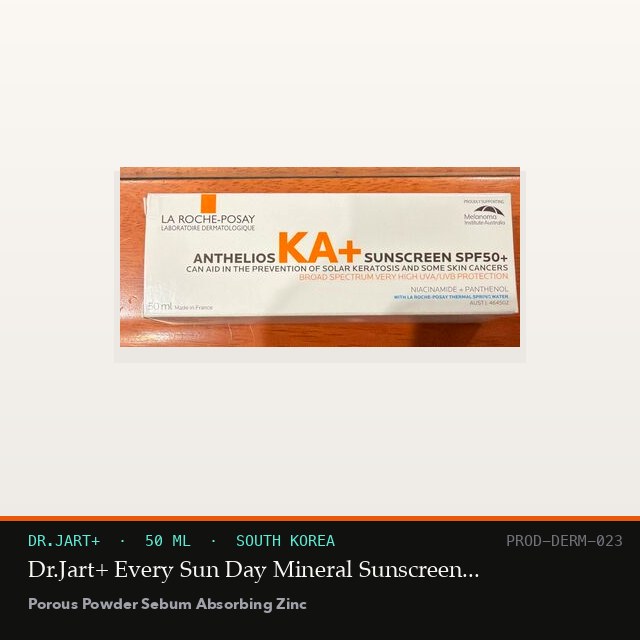 PROUDLY SUPPORTING
Melanoma
Institute Australia
LA ROCHE-POSAY
LABORATOIRE DERMATOLOGIQUE
ANTHELIOS KA+ SUNSCREEN SPF50+
CAN AID IN THE PREVENTION OF SOLAR KERATOSIS AND SOME SKIN CANCERS
BROAD SPECTRUM VERY HIGH UVA/UVB PROTECTION
NIACINAMIDE + PANTHENOL
WITH LA ROCHE-POSAY THERMAL SPRING WATER
50 ml Made in France
DR.JART+ · 50 ML · SOUTH KOREA
PROD-DERM-023
Dr.Jart+ Every Sun Day Mineral Sunscreen...
Porous Powder Sebum Absorbing Zinc